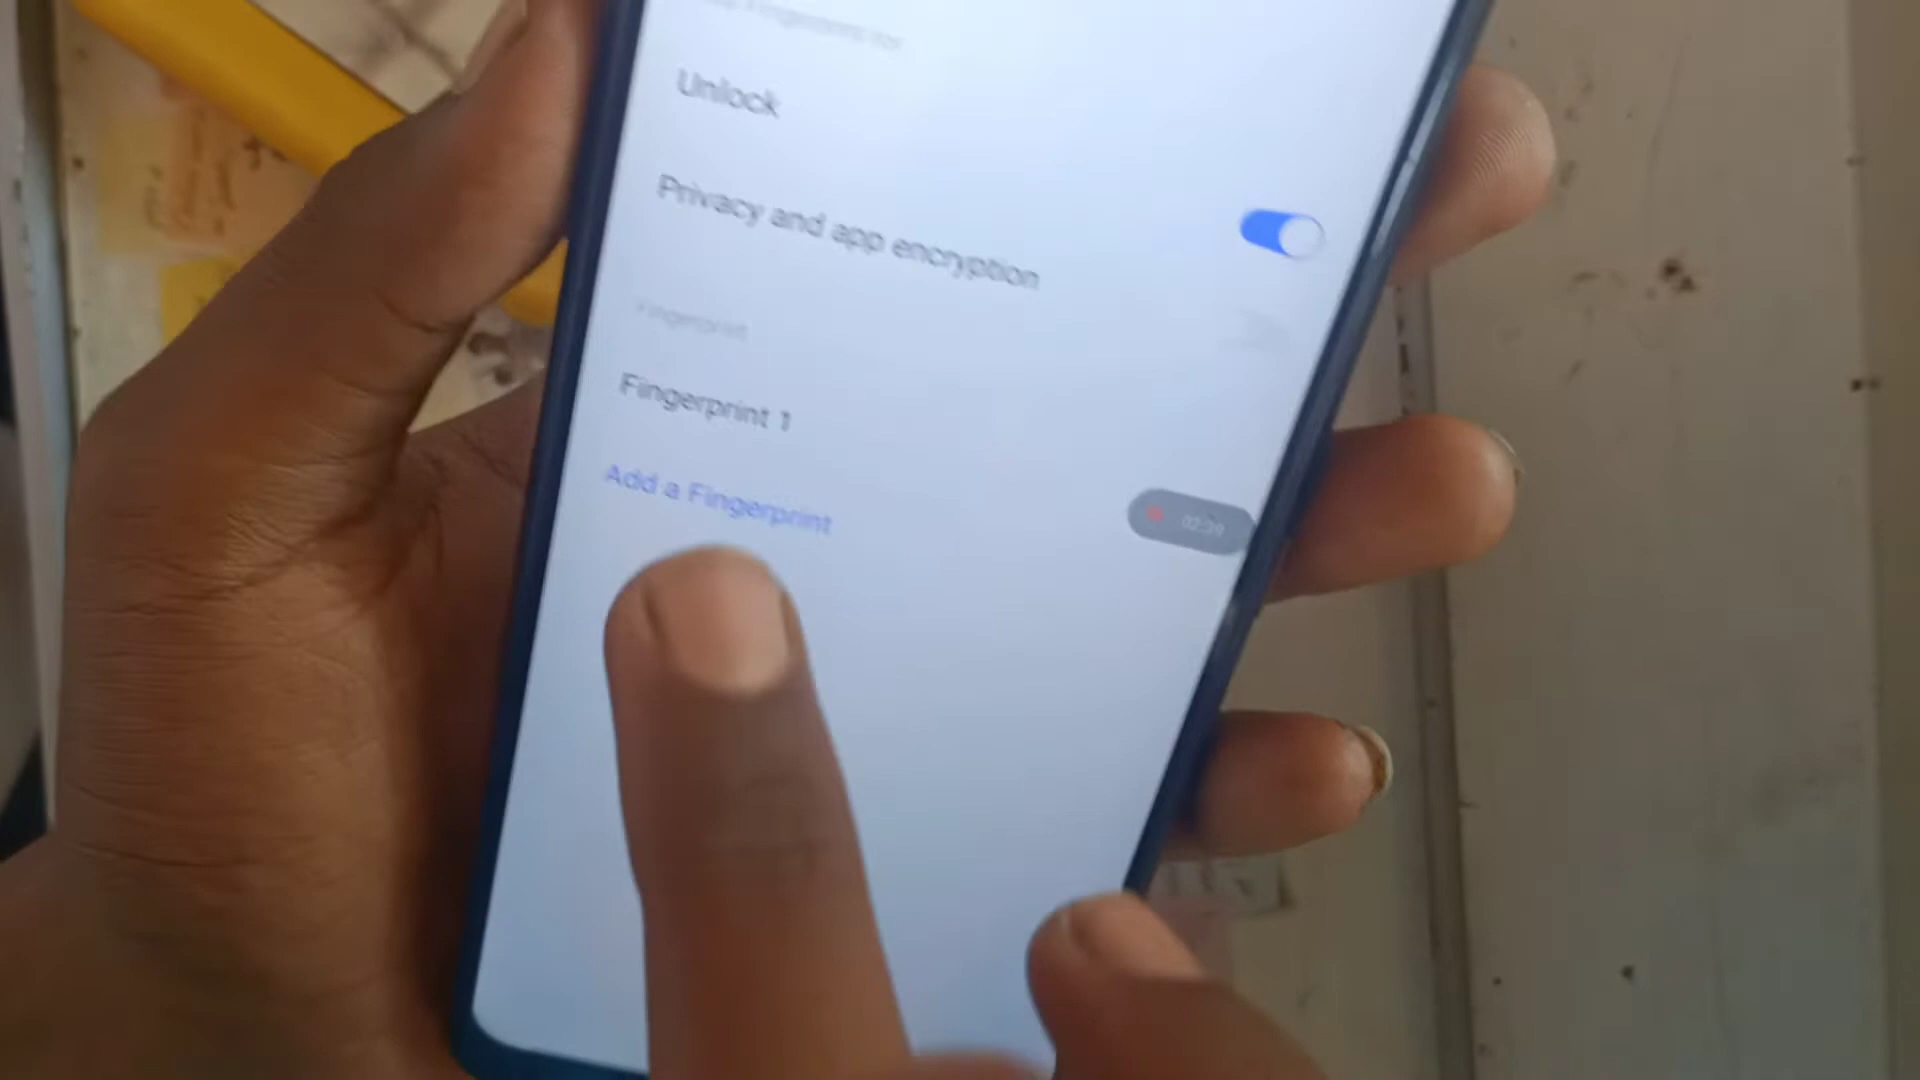 Unlock
Privacy and app encryption
Fingerprint
Fingerprint 1
Add a Fingerprint